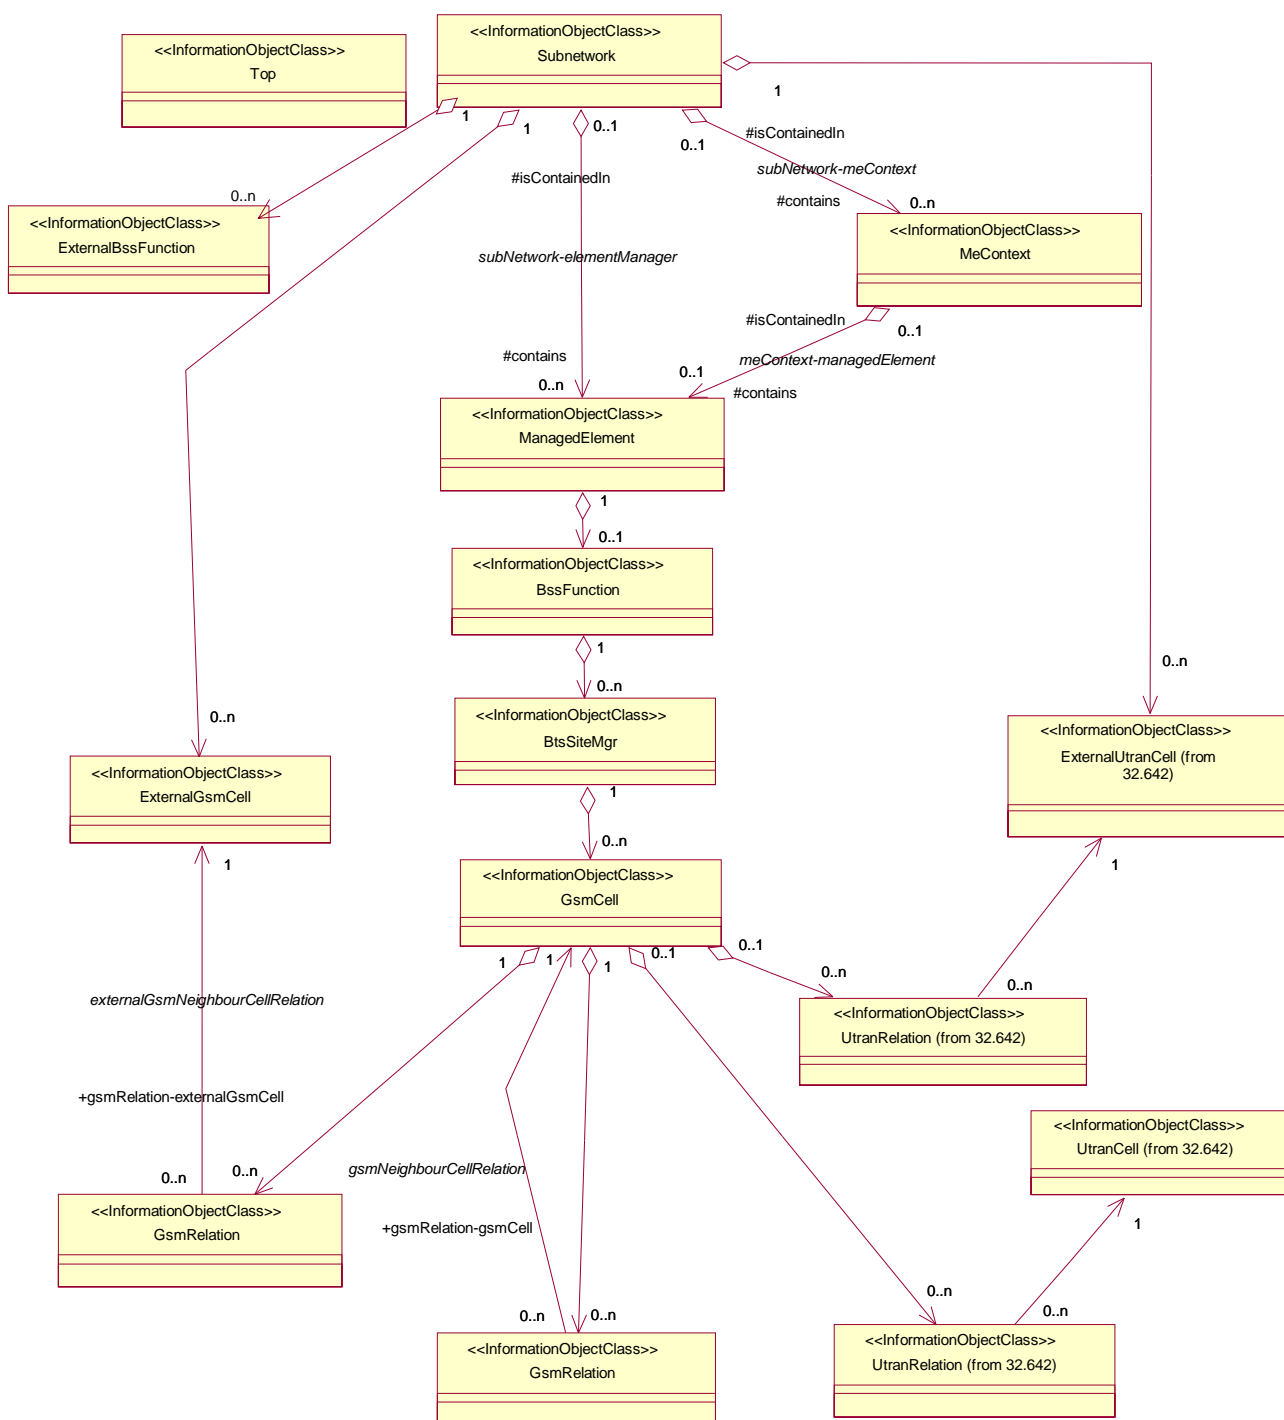 <<InformationObjectClass>>
Top
<<InformationObjectClass>>
Subnetwork
1
1
0..1
0..1
1
#isContainedIn
#isContainedIn
subNetwork-meContext
#contains
0..n
0..n
<<InformationObjectClass>>
ExternalBssFunction
<<InformationObjectClass>>
MeContext
subNetwork-elementManager
#isContainedIn
0..1
meContext-managedElement
#contains
0..n
0..1
#contains
<<InformationObjectClass>>
ManagedElement
1
0..1
<<InformationObjectClass>>
BssFunction
1
0..n
0..n
0..n
<<InformationObjectClass>>
BtsSiteMgr
<<InformationObjectClass>>
ExternalGsmCell
<<InformationObjectClass>>
ExternalUtranCell (from
32.642)
1
0..n
1
1
<<InformationObjectClass>>
GsmCell
1
1
1
0..1
0..1
0..n
0..n
externalGsmNeighbourCellRelation
<<InformationObjectClass>>
UtranRelation (from 32.642)
+gsmRelation-externalGsmCell
<<InformationObjectClass>>
UtranCell (from 32.642)
0..n
0..n
gsmNeighbourCellRelation
<<InformationObjectClass>>
GsmRelation
+gsmRelation-gsmCell
1
0..n
0..n
0..n
0..n
<<InformationObjectClass>>
GsmRelation
<<InformationObjectClass>>
UtranRelation (from 32.642)